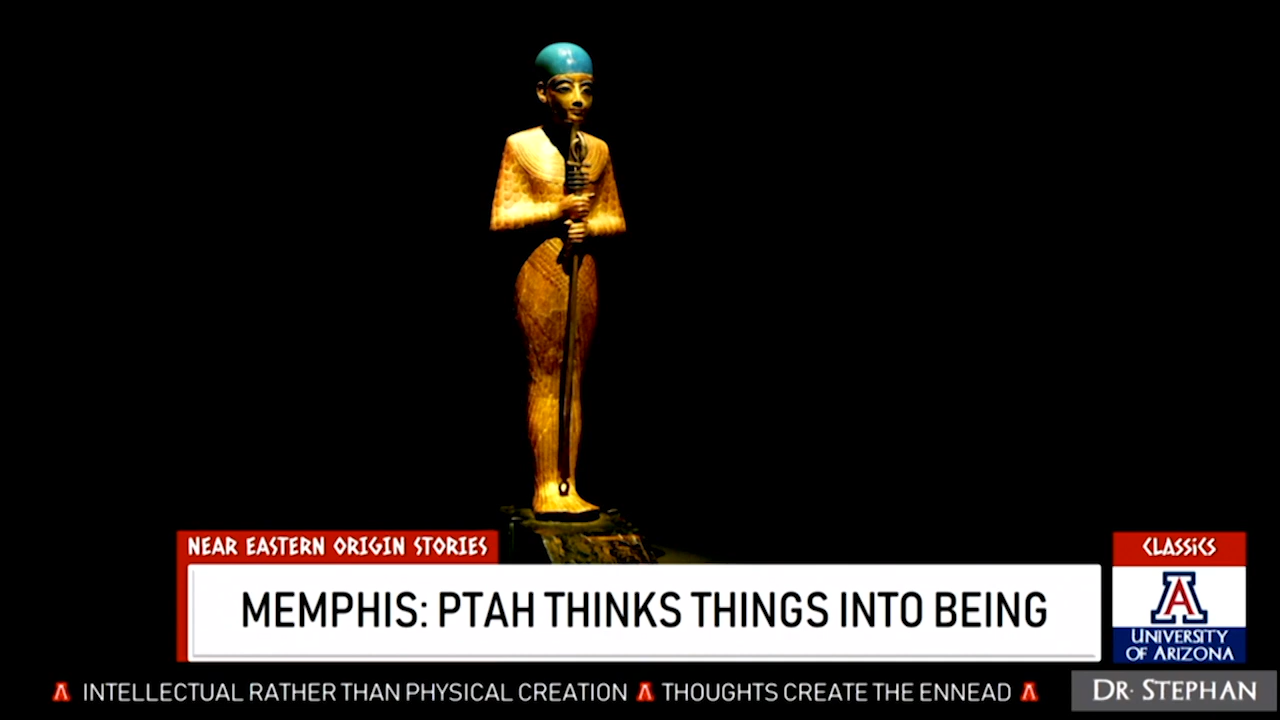 NEAR EASTERN ORIGIN STORIES
CLASSICS
MEMPHIS: PTAH THINKS THINGS INTO BEING
A
UNIVERSITY
OF ARIZONA
INTELLECTUAL RATHER THAN PHYSICAL CREATION THOUGHTS CREATE THE ENNEAD
DR. STEPHAN